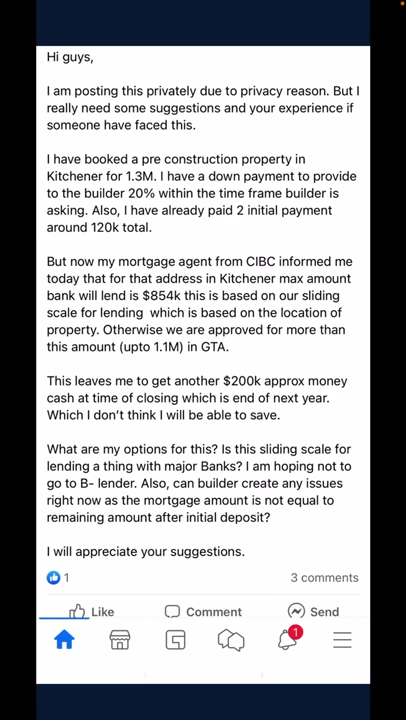 Hi guys,
I am posting this privately due to privacy reason. But I
really need some suggestions and your experience if
someone have faced this.
I have booked a pre construction property in
Kitchener for 1.3M. I have a down payment to provide
to the builder 20% within the time frame builder is
asking. Also, I have already paid 2 initial payment
around 120k total.
But now my mortgage agent from CIBC informed me
today that for that address in Kitchener max amount
bank will lend is $854k this is based on our sliding
scale for lending which is based on the location of
property. Otherwise we are approved for more than
this amount (upto 1.1M) in GTA.
This leaves me to get another $200k approx money
cash at time of closing which is end of next year.
Which I don't think I will be able to save.
What are my options for this? Is this sliding scale for
lending a thing with major Banks? I am hoping not to
go to B- lender. Also, can builder create any issues
right now as the mortgage amount is not equal to
remaining amount after initial deposit?
I will appreciate your suggestions.
1 3 comments
Like Comment Send
1